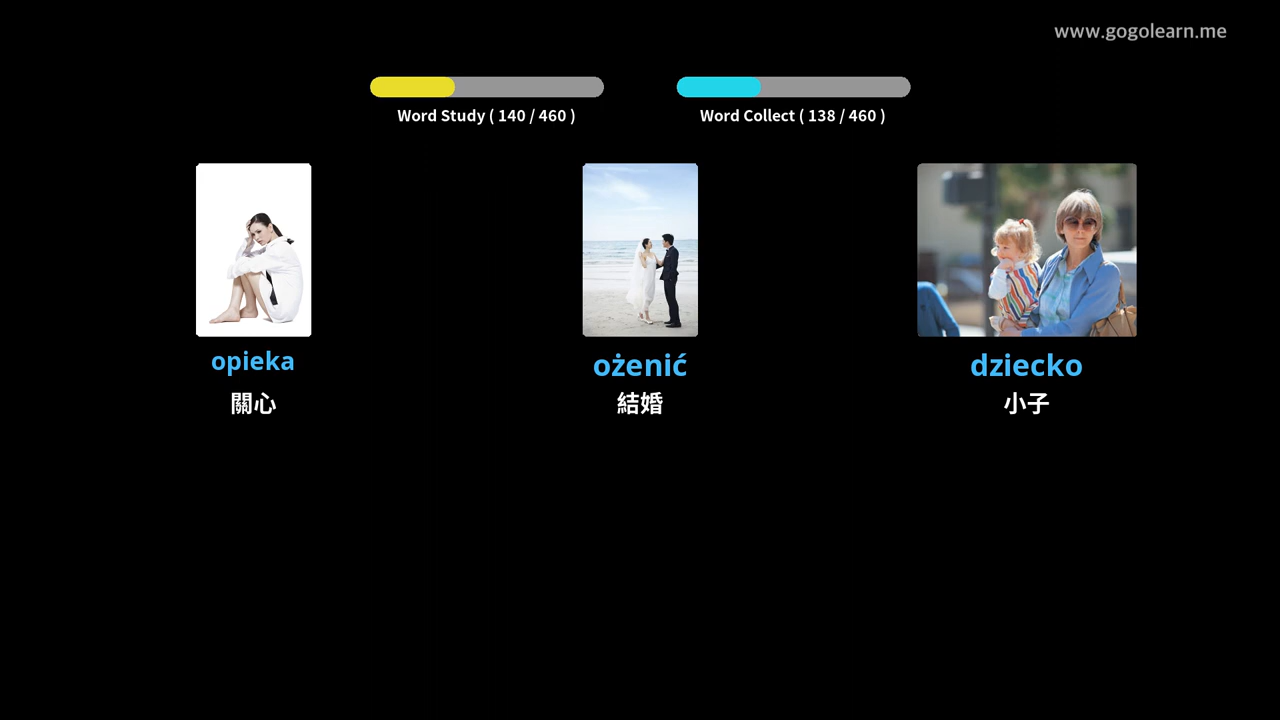 www.gogolearn.me
Word Study ( 140 / 460 )
Word Collect ( 138 / 460 )
opieka
關心
ożenić
結婚
dziecko
小子